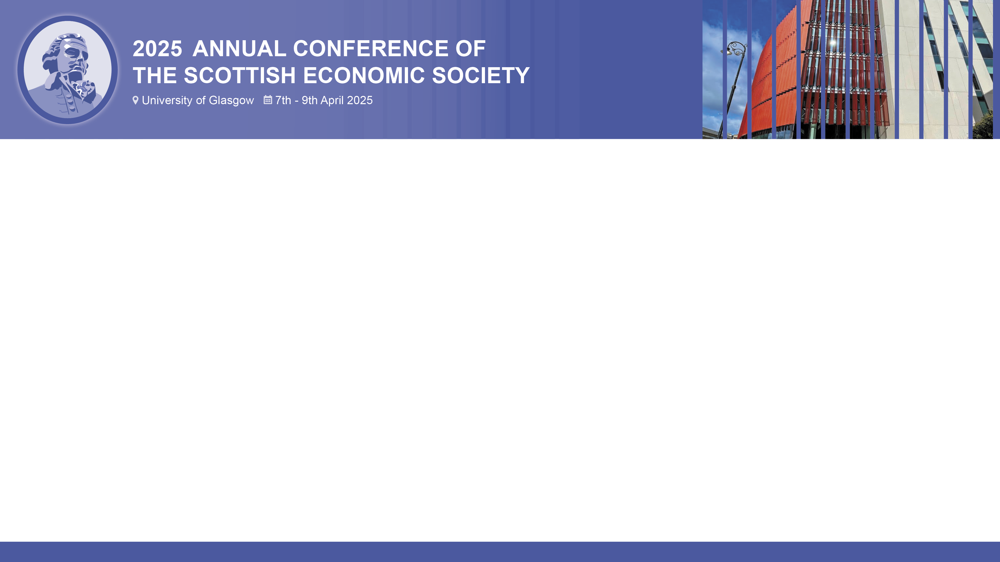 2025 ANNUAL CONFERENCE OF
THE SCOTTISH ECONOMIC SOCIETY
University of Glasgow 7th - 9th April 2025